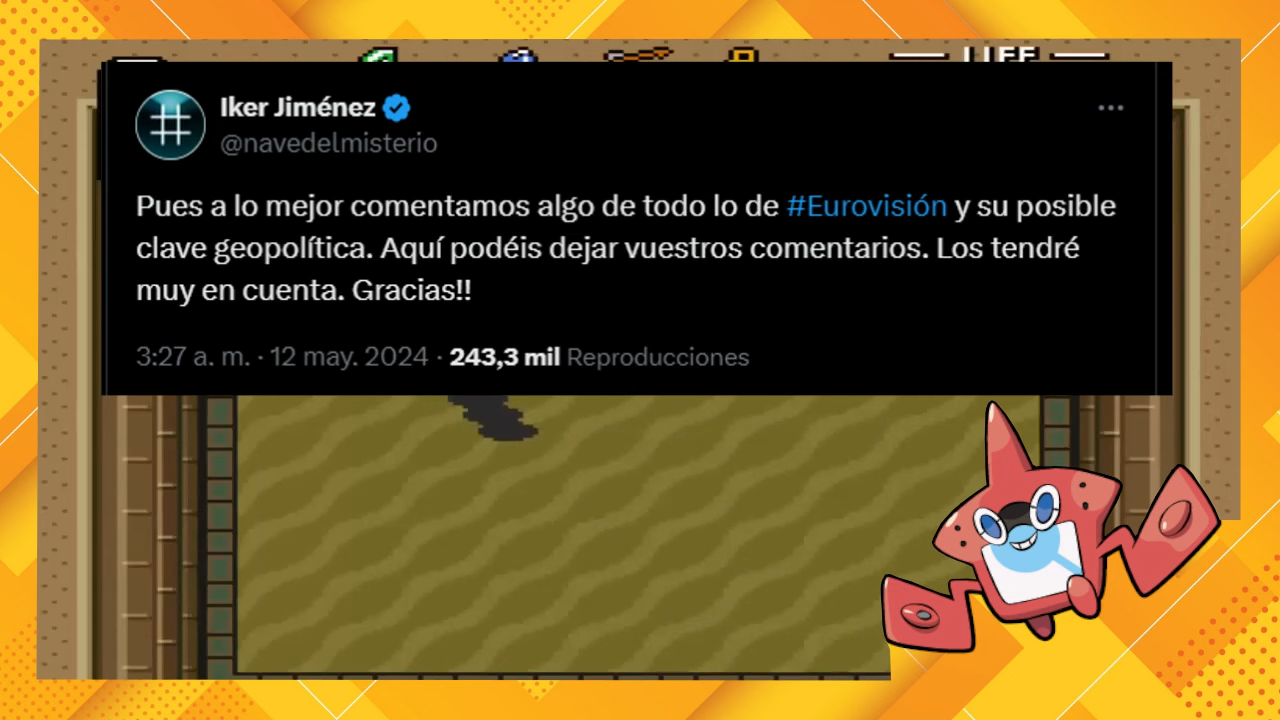 LIFE
Iker Jiménez
@navedelmisterio
Pues a lo mejor comentamos algo de todo lo de #Eurovisión y su posible
clave geopolítica. Aquí podéis dejar vuestros comentarios. Los tendré
muy en cuenta. Gracias!!
3:27 a. m. · 12 may. 2024 · 243,3 mil Reproducciones